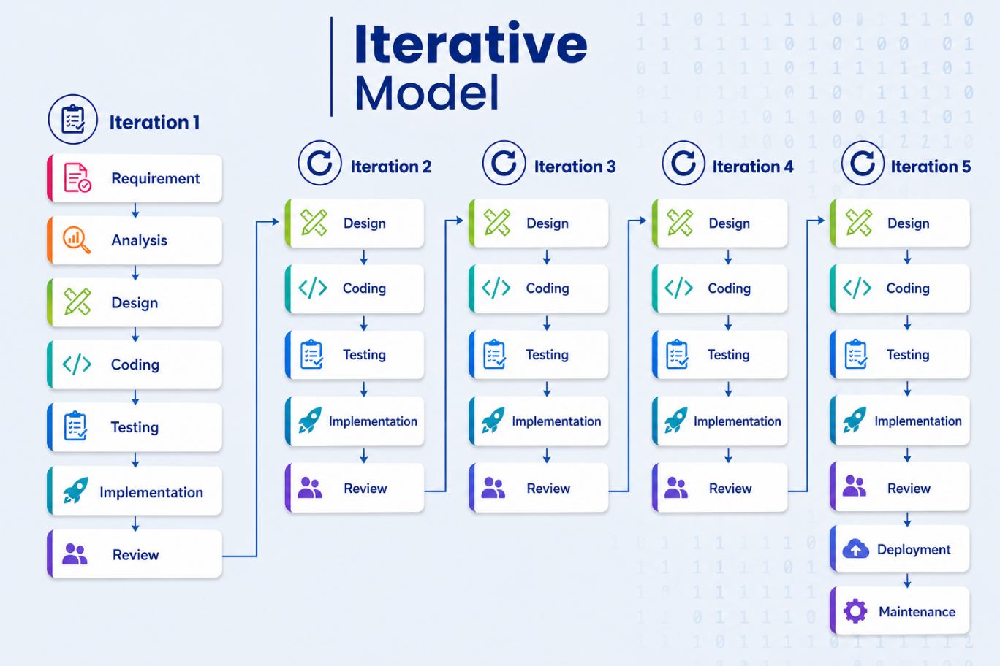 Iterative
Model
Iteration 1
Requirement
Analysis
Design
Coding
Testing
Implementation
Review
Iteration 2
Design
Coding
Testing
Implementation
Review
Iteration 3
Design
Coding
Testing
Implementation
Review
Iteration 4
Design
Coding
Testing
Implementation
Review
Iteration 5
Design
Coding
Testing
Implementation
Review
Deployment
Maintenance